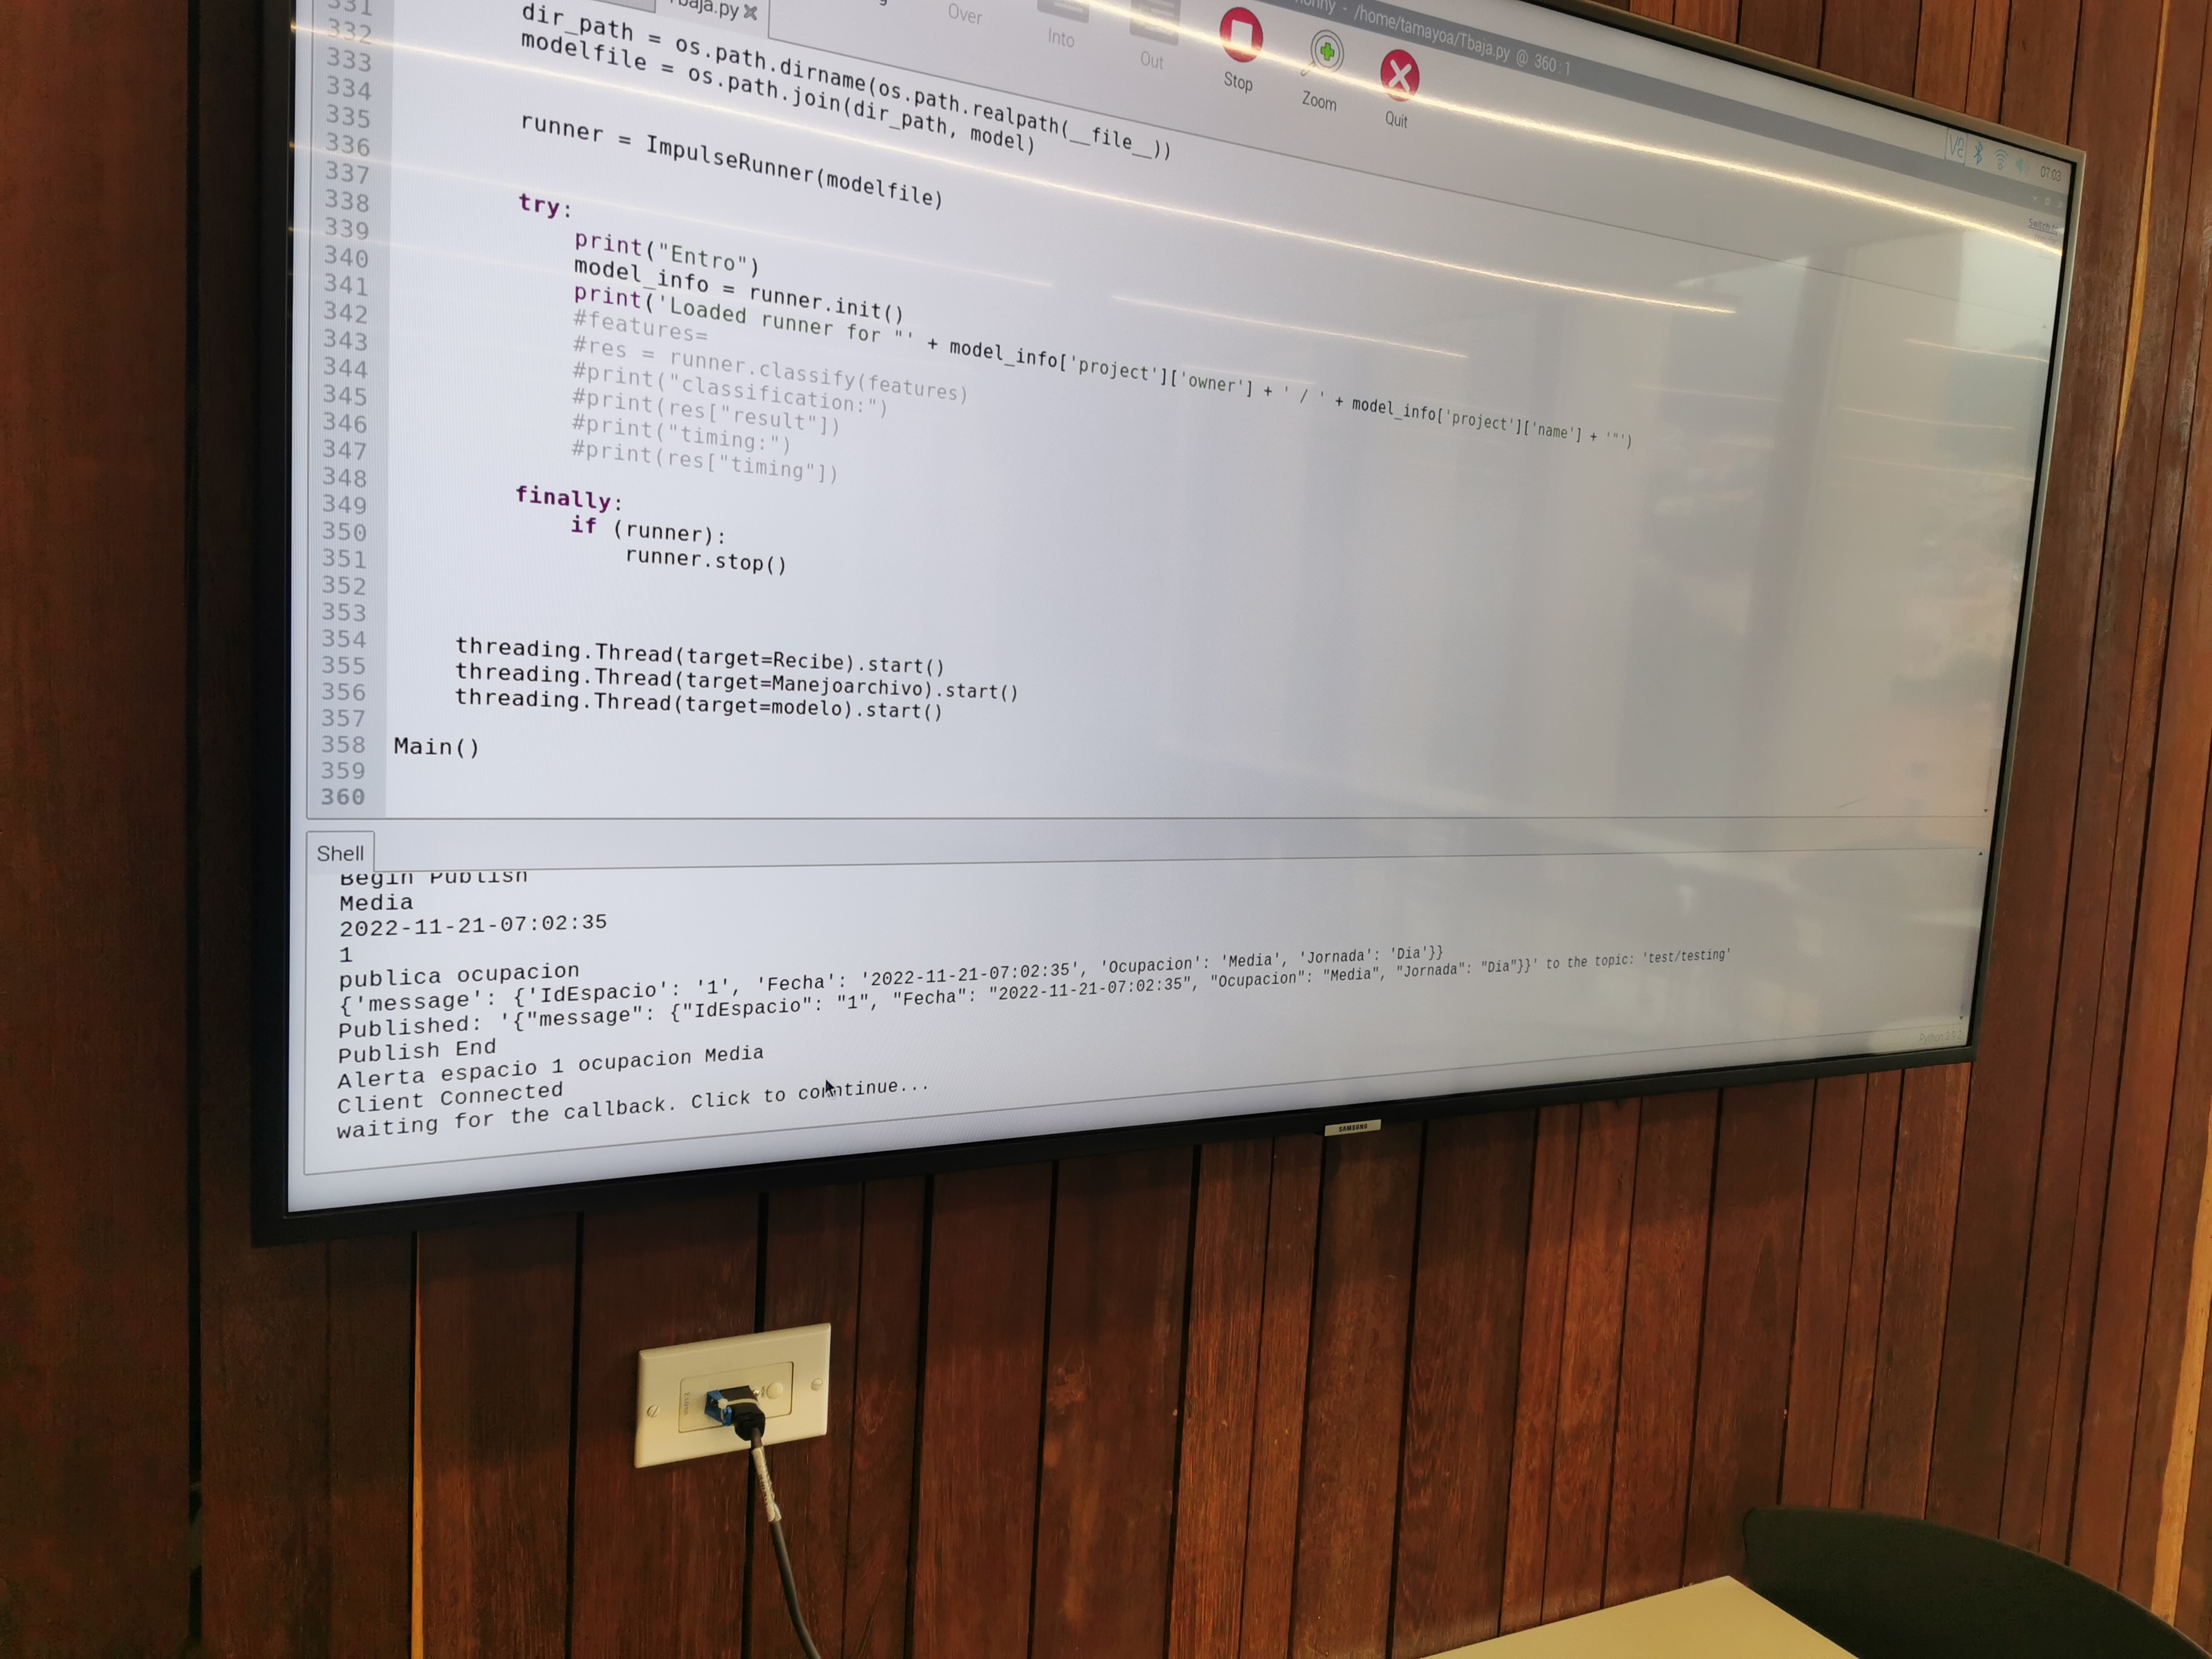 Tbaja.py
Over
Into
Out
Stop
Zoom
Quit
- /home/tamayoa/Tbaja.py @ 360:1
07:03
331
332 dir_path = os.path.dirname(os.path.realpath(__file__))
333 modelfile = os.path.join(dir_path, model)
334
335
336 runner = ImpulseRunner(modelfile)
337
338 try:
339 print("Entro")
340 model_info = runner.init()
341 print('Loaded runner for "' + model_info['project']['owner'] + ' / ' + model_info['project']['name'] + '"')
342 #features=
343 #res = runner.classify(features)
344 #print("classification:")
345 #print(res["result"])
346 #print("timing:")
347 #print(res["timing"])
348
349 finally:
350 if (runner):
351 runner.stop()
352
353
354 threading.Thread(target=Recibe).start()
355 threading.Thread(target=Manejoarchivo).start()
356 threading.Thread(target=modelo).start()
357
358 Main()
359
360
Shell
Begin Publish
Media
2022-11-21-07:02:35
1
publica ocupacion
{'message': {'IdEspacio': '1', 'Fecha': '2022-11-21-07:02:35', 'Ocupacion': 'Media', 'Jornada': 'Dia'}}
Published: '{"message": {"IdEspacio": "1", "Fecha": "2022-11-21-07:02:35", "Ocupacion": "Media", "Jornada": "Dia"}}' to the topic: 'test/testing'
Publish End
Alerta espacio 1 ocupacion Media
Client Connected
waiting for the callback. Click to continue...
SAMSUNG